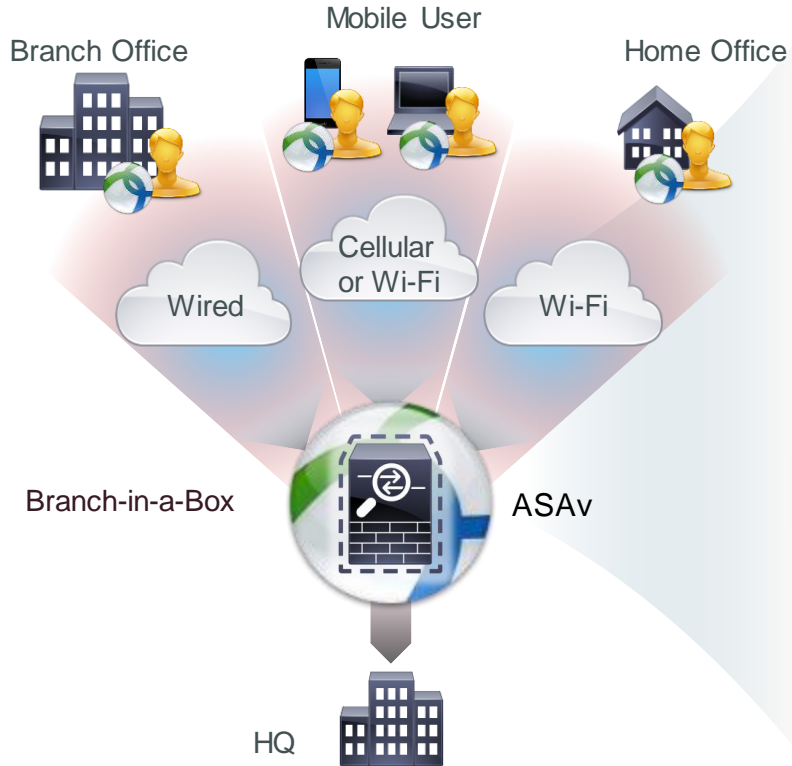 Mobile User
Branch Office
Home Office
Cellular
or Wi-Fi
Wired
Wi-Fi
Branch-in-a-Box
ASAv
HQ